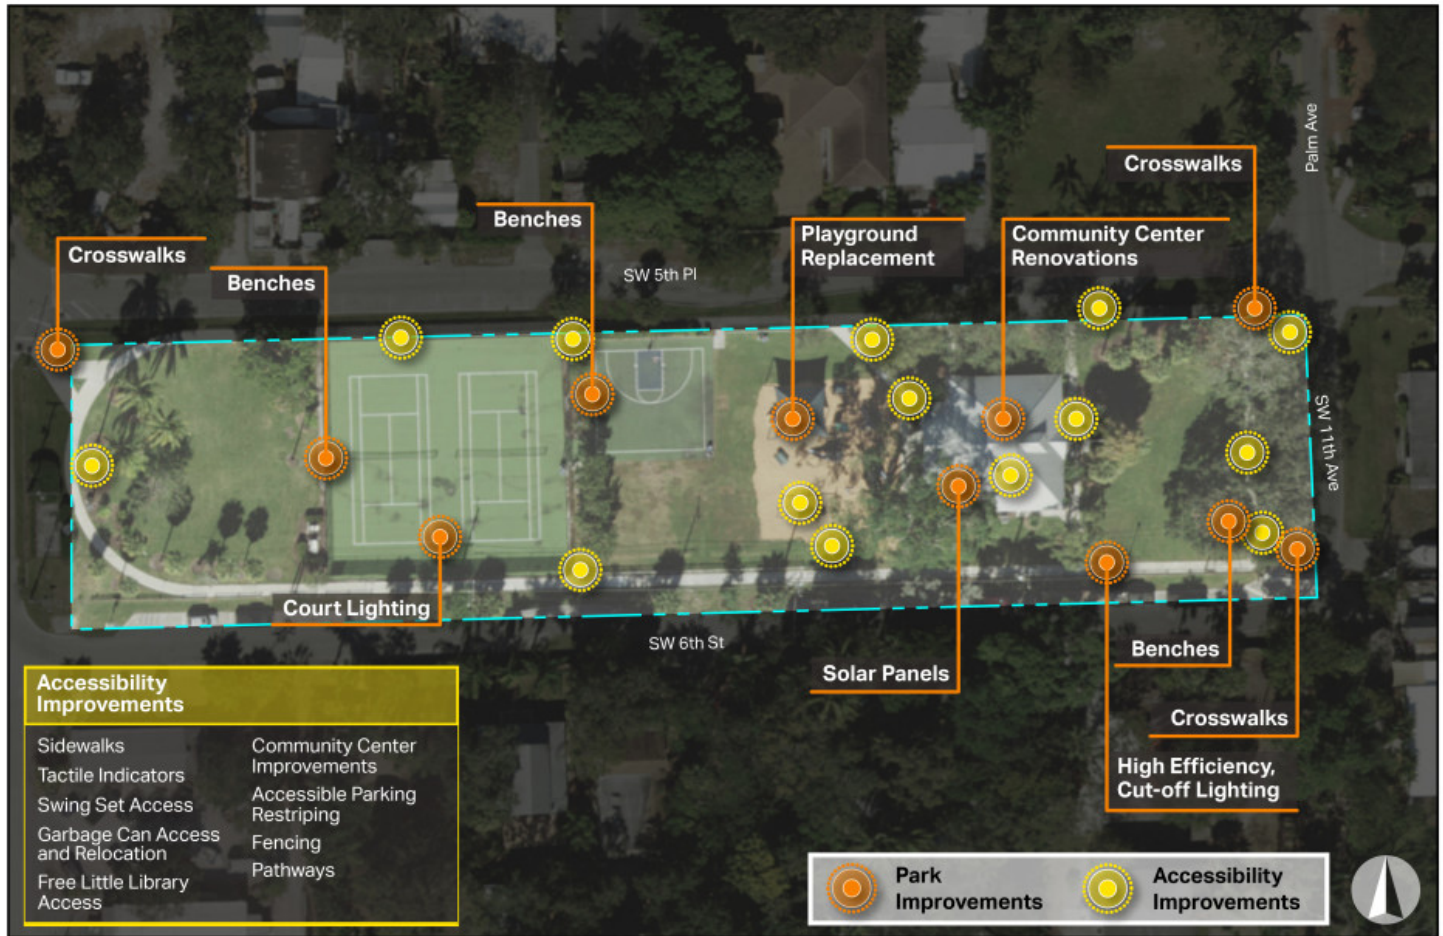 Palm Ave
Crosswalks
Benches
Playground
Replacement
Community Center
Renovations
Crosswalks
SW 5th Pl
Benches
SW 11th Ave
Court Lighting
SW 6th St
Benches
Solar Panels
Crosswalks
High Efficiency,
Cut-off Lighting
Accessibility
Improvements
Sidewalks
Tactile Indicators
Swing Set Access
Garbage Can Access
and Relocation
Free Little Library
Access
Community Center
Improvements
Accessible Parking
Restriping
Fencing
Pathways
Park
Improvements
Accessibility
Improvements